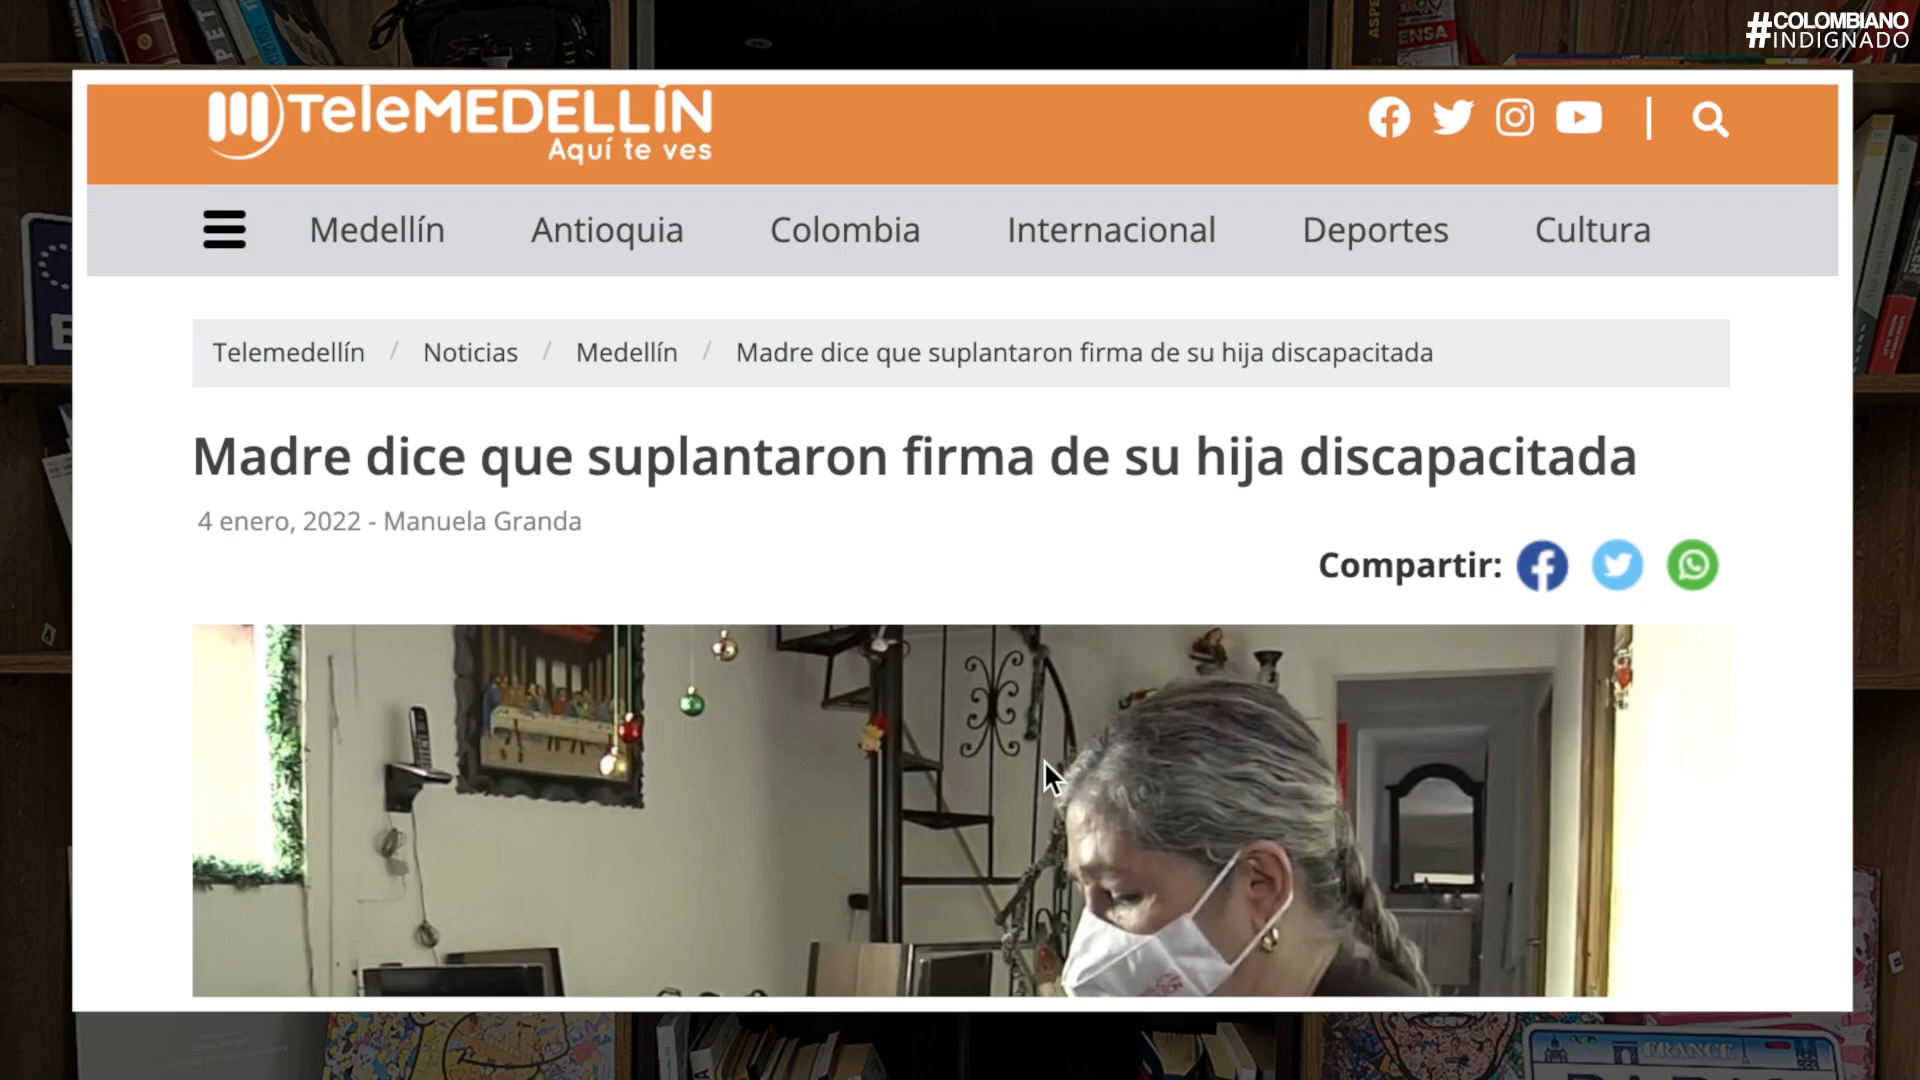 #COLOMBIANO
INDIGNADO
TeleMEDELLÍN
Aquí te ves
Medellín Antioquia Colombia Internacional Deportes Cultura
Telemedellín / Noticias / Medellín / Madre dice que suplantaron firma de su hija discapacitada
Madre dice que suplantaron firma de su hija discapacitada
4 enero, 2022 - Manuela Granda
Compartir:
FRANCE